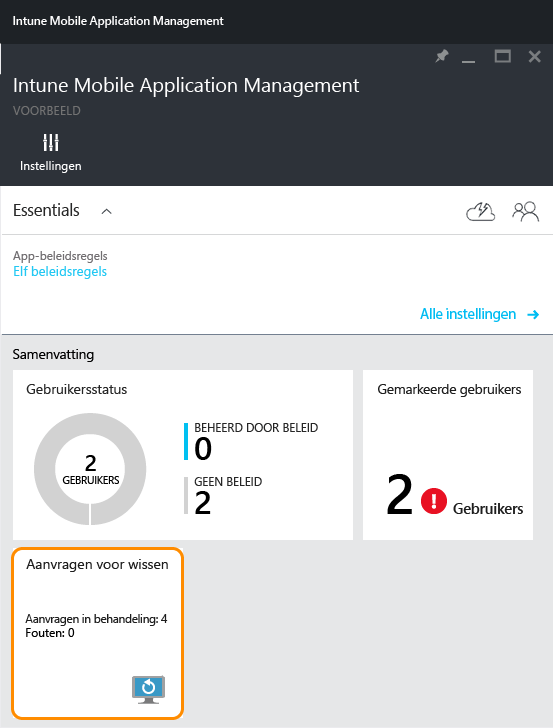 Intune Mobile Application Management
Intune Mobile Application Management
VOORBEELD
Instellingen
Essentials
App-beleidsregels
Elf beleidsregels
Alle instellingen
Samenvatting
Gebruikersstatus
2
GEBRUIKERS
BEHEERD DOOR BELEID
0
GEEN BELEID
2
Gemarkeerde gebruikers
2 ! Gebruikers
Aanvragen voor wissen
Aanvragen in behandeling: 4
Fouten: 0